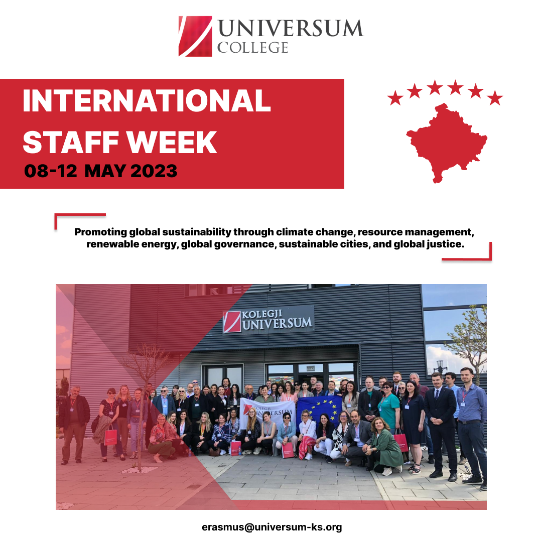 UNIVERSUM
COLLEGE
INTERNATIONAL
STAFF WEEK
08-12 MAY 2023
Promoting global sustainability through climate change, resource management,
renewable energy, global governance, sustainable cities, and global justice.
KOLEGJI
UNIVERSUM
UNIVERSUM
erasmus@universum-ks.org